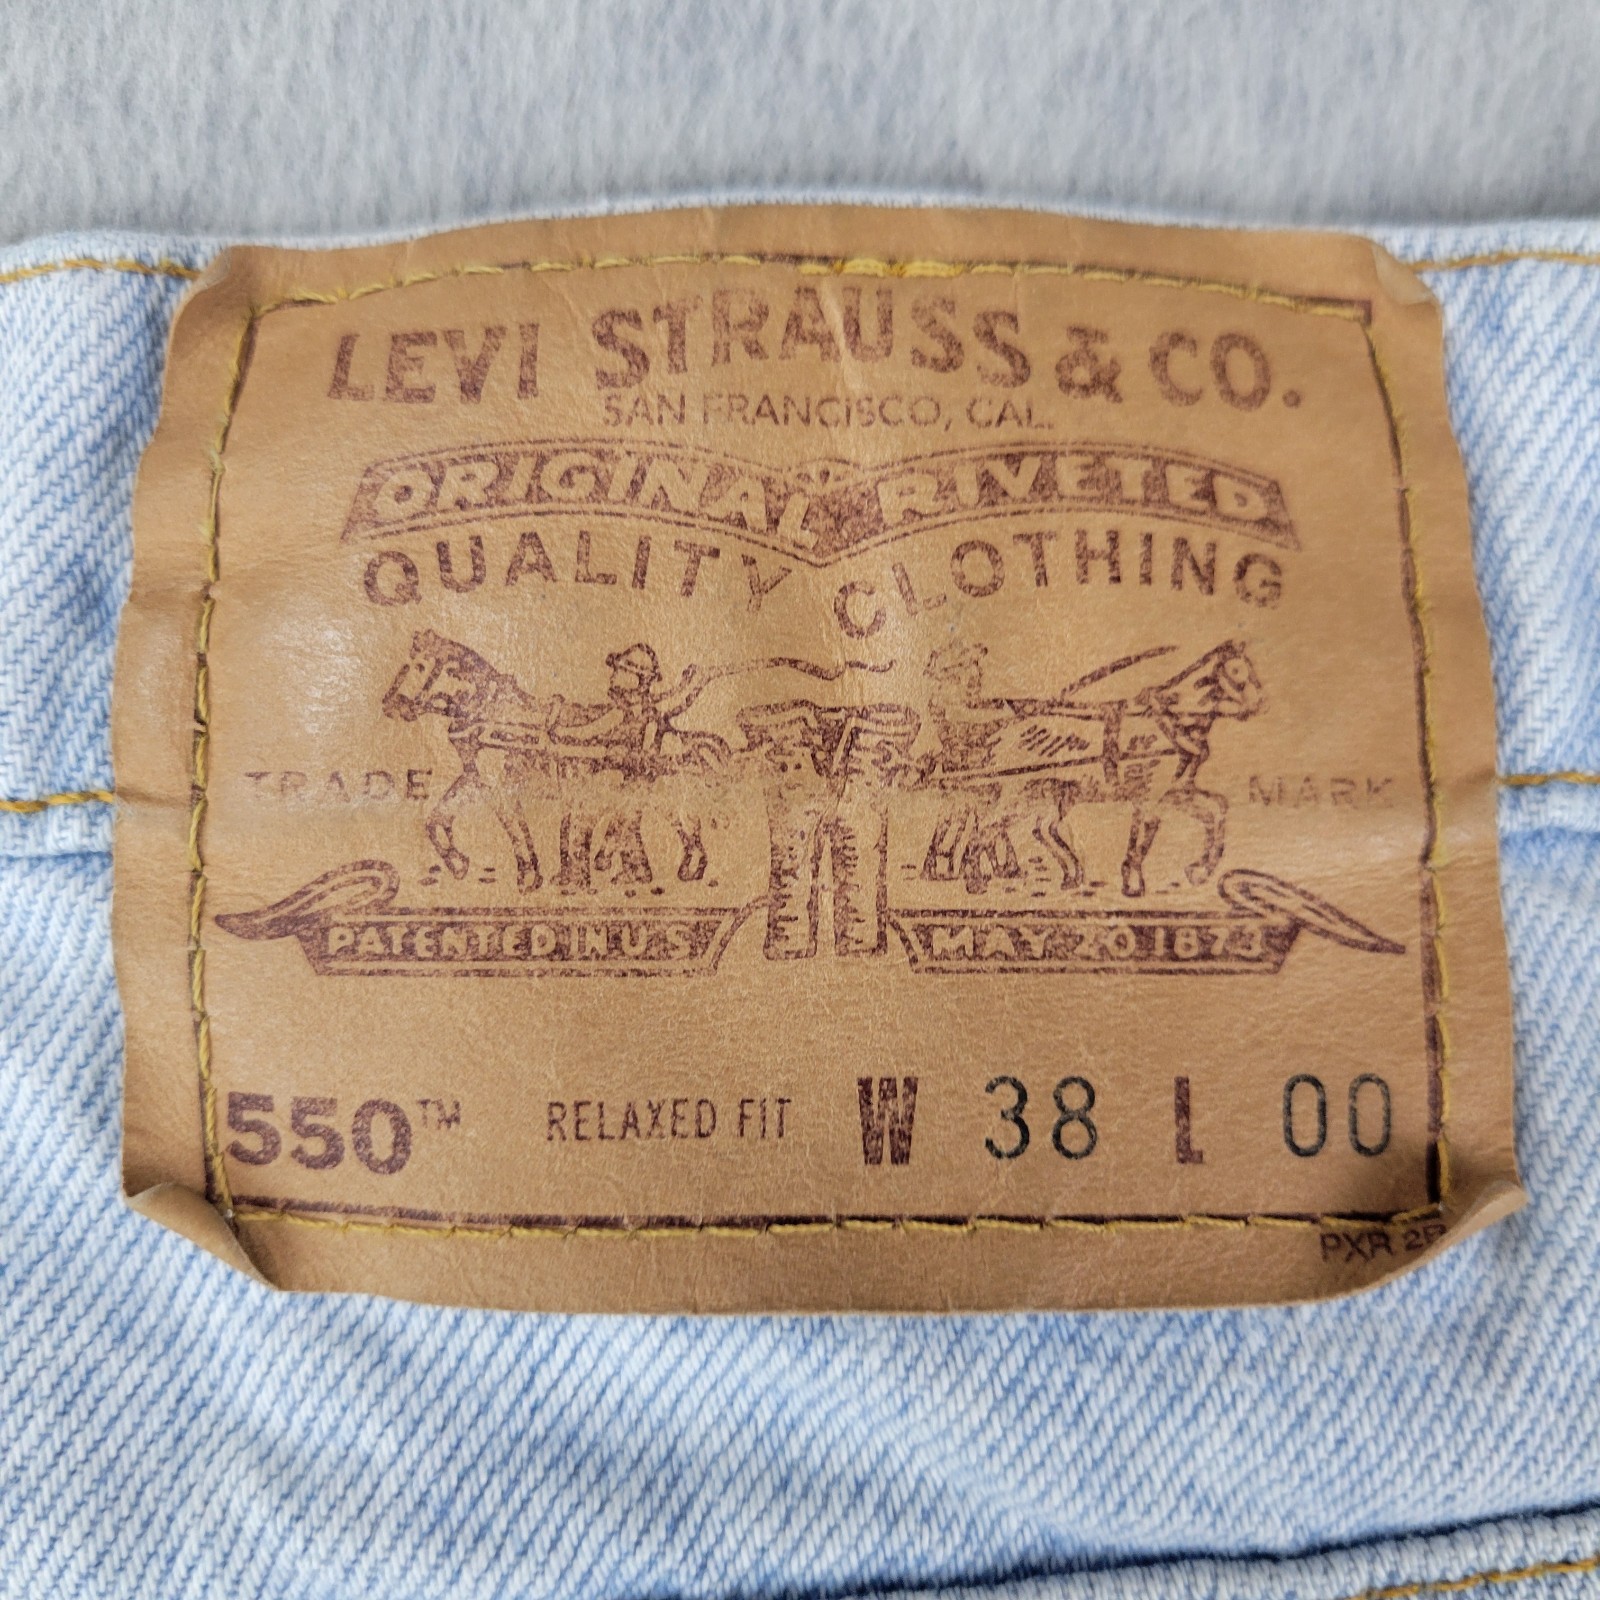 LEVI STRAUSS & CO.
SAN FRANCISCO, CAL.
ORIGINAL RIVETED
QUALITY CLOTHING
TRADE MARK
PATENTED IN U.S. MAY 20 1873
550™ RELAXED FIT W 38 L 00
PXR